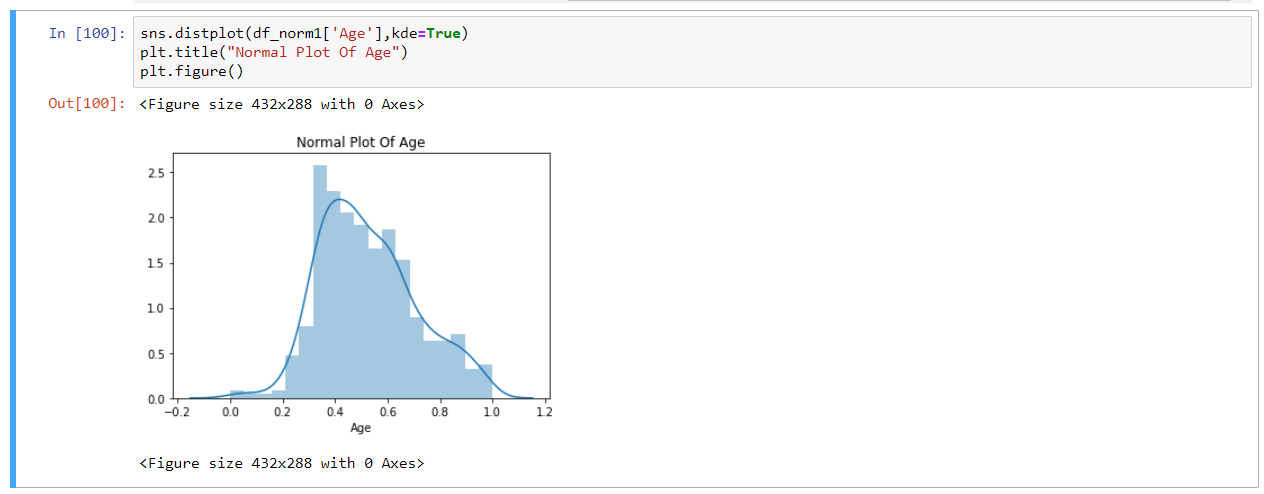 In [100]: sns.distplot(df_norm1['Age'],kde=True)
plt.title("Normal Plot Of Age")
plt.figure()
Out[100]: <Figure size 432x288 with 0 Axes>
Normal Plot Of Age
2.5
2.0
1.5
1.0
0.5
0.0
−0.2 0.0 0.2 0.4 0.6 0.8 1.0 1.2
Age
<Figure size 432x288 with 0 Axes>